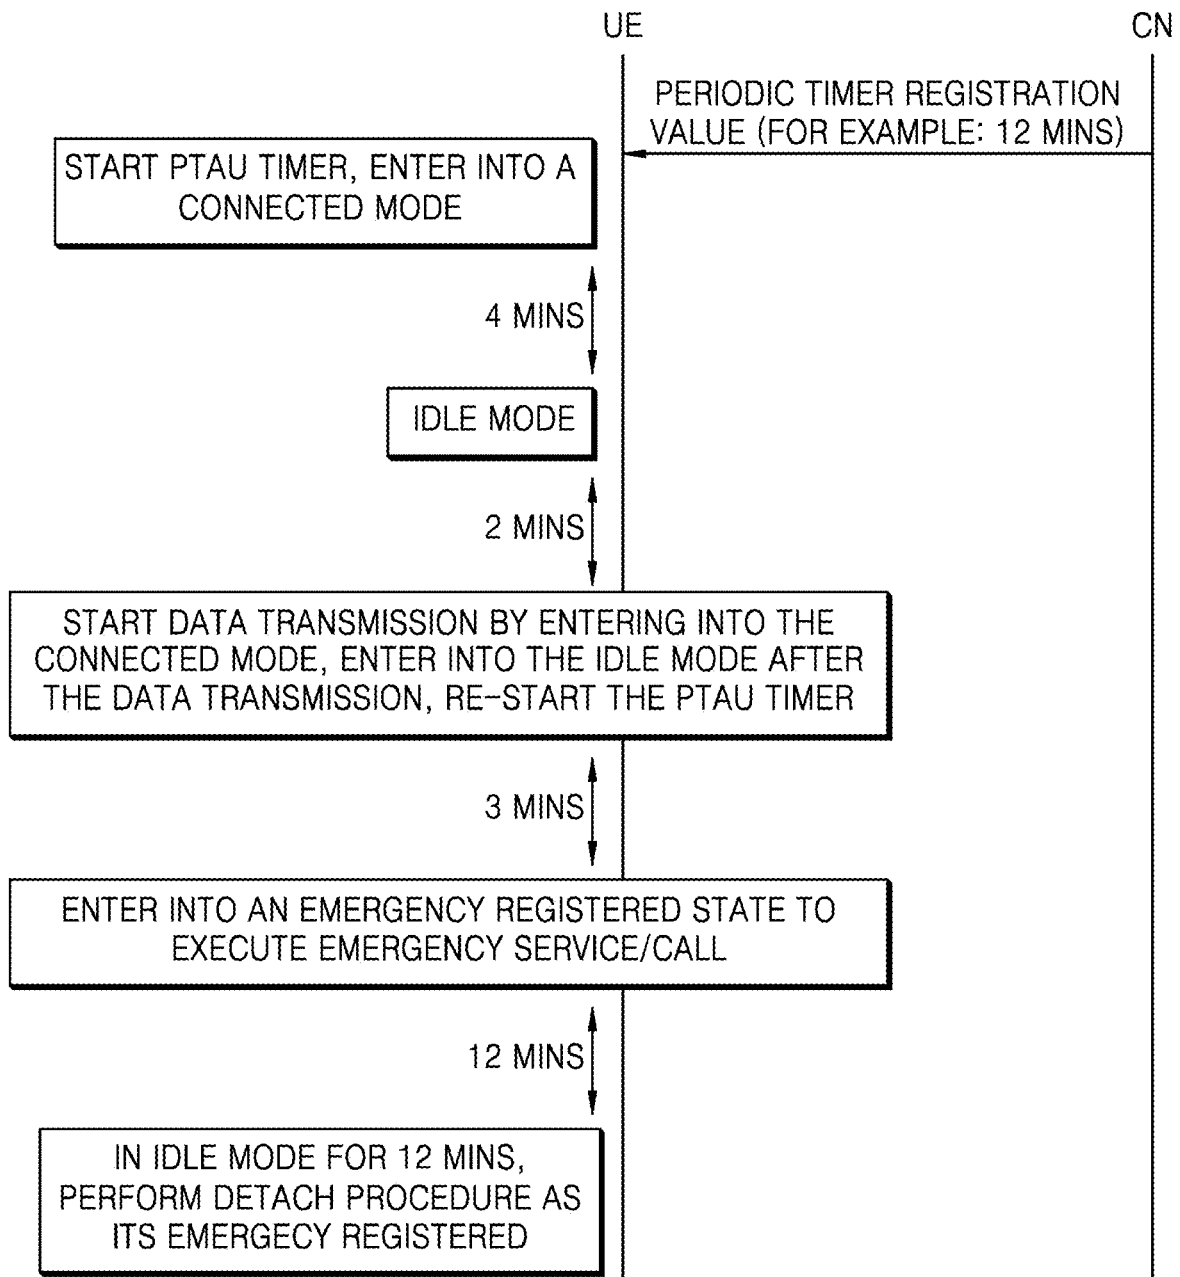 UE
CN
PERIODIC TIMER REGISTRATION
VALUE (FOR EXAMPLE: 12 MINS)
START PTAU TIMER, ENTER INTO A
CONNECTED MODE
4 MINS
IDLE MODE
2 MINS
START DATA TRANSMISSION BY ENTERING INTO THE
CONNECTED MODE, ENTER INTO THE IDLE MODE AFTER
THE DATA TRANSMISSION, RE-START THE PTAU TIMER
3 MINS
ENTER INTO AN EMERGENCY REGISTERED STATE TO
EXECUTE EMERGENCY SERVICE/CALL
12 MINS
IN IDLE MODE FOR 12 MINS,
PERFORM DETACH PROCEDURE AS
ITS EMERGECY REGISTERED